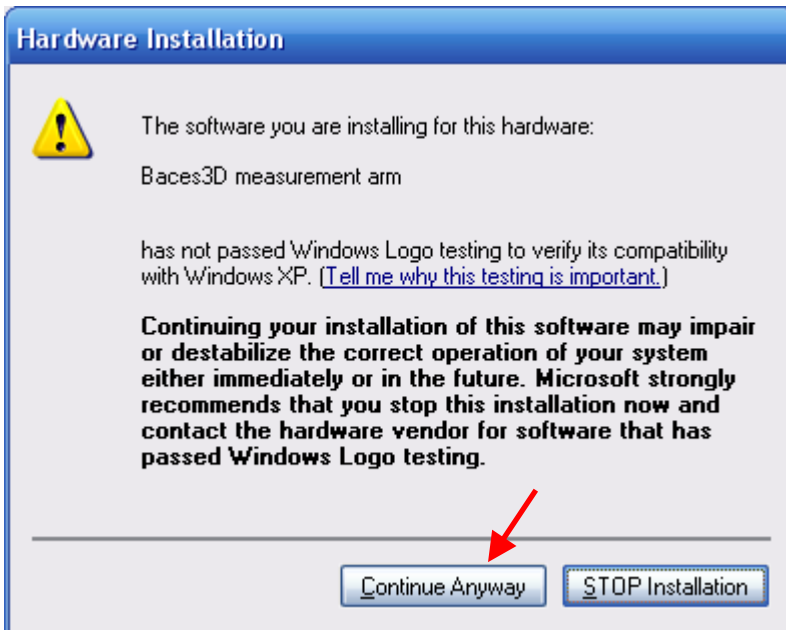 Hardware Installation
The software you are installing for this hardware:
Baces3D measurement arm
has not passed Windows Logo testing to verify its compatibility
with Windows XP. (Tell me why this testing is important.)
Continuing your installation of this software may impair
or destabilize the correct operation of your system
either immediately or in the future. Microsoft strongly
recommends that you stop this installation now and
contact the hardware vendor for software that has
passed Windows Logo testing.
Continue Anyway
STOP Installation